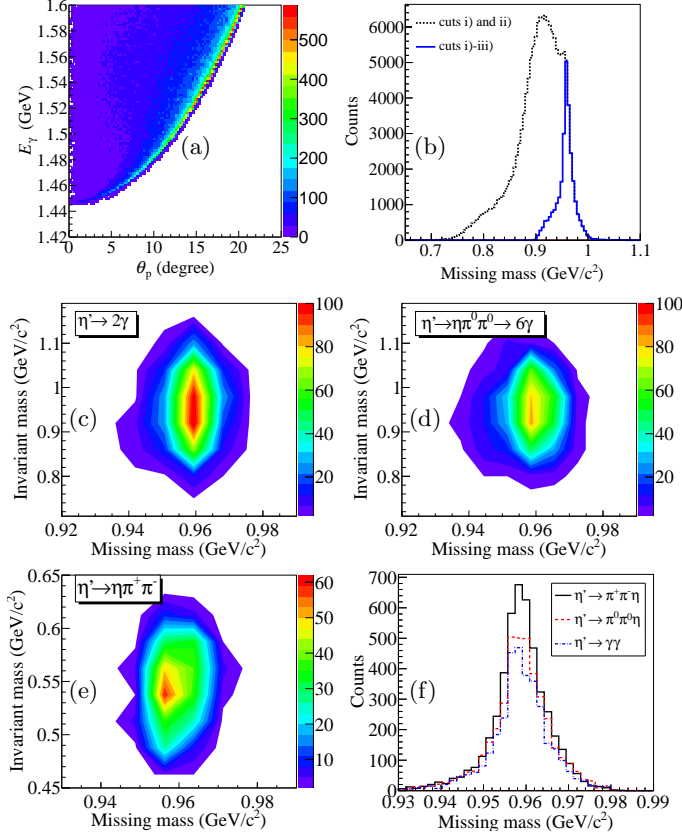 1.6
1.58
1.56
1.54
1.52
1.5
1.48
1.46
1.44
1.42
E_γ (GeV)
(a)
0 5 10 15 20 25
θ_p (degree)
500
400
300
200
100
0
cuts i) and ii)
cuts i)-iii)
6000
5000
4000
3000
2000
1000
0
Counts
(b)
0.7 0.8 0.9 1 1.1
Missing mass (GeV/c²)
η’→ 2γ
1.1
1
0.9
0.8
Invariant mass (GeV/c²)
(c)
0.92 0.94 0.96 0.98
Missing mass (GeV/c²)
100
80
60
40
20
η’→ηπ⁰π⁰→ 6γ
1.1
1
0.9
0.8
Invariant mass (GeV/c²)
(d)
0.92 0.94 0.96 0.98
Missing mass (GeV/c²)
100
80
60
40
20
η’→ηπ⁺π⁻
0.65
0.6
0.55
0.5
0.45
Invariant mass (GeV/c²)
(e)
0.94 0.96 0.98
Missing mass (GeV/c²)
60
50
40
30
20
10
η’→ π⁺π⁻η
η’→ π⁰π⁰η
η’→ γγ
700
600
500
400
300
200
100
0
Counts
(f)
0.93 0.94 0.95 0.96 0.97 0.98 0.99
Missing mass (GeV/c²)